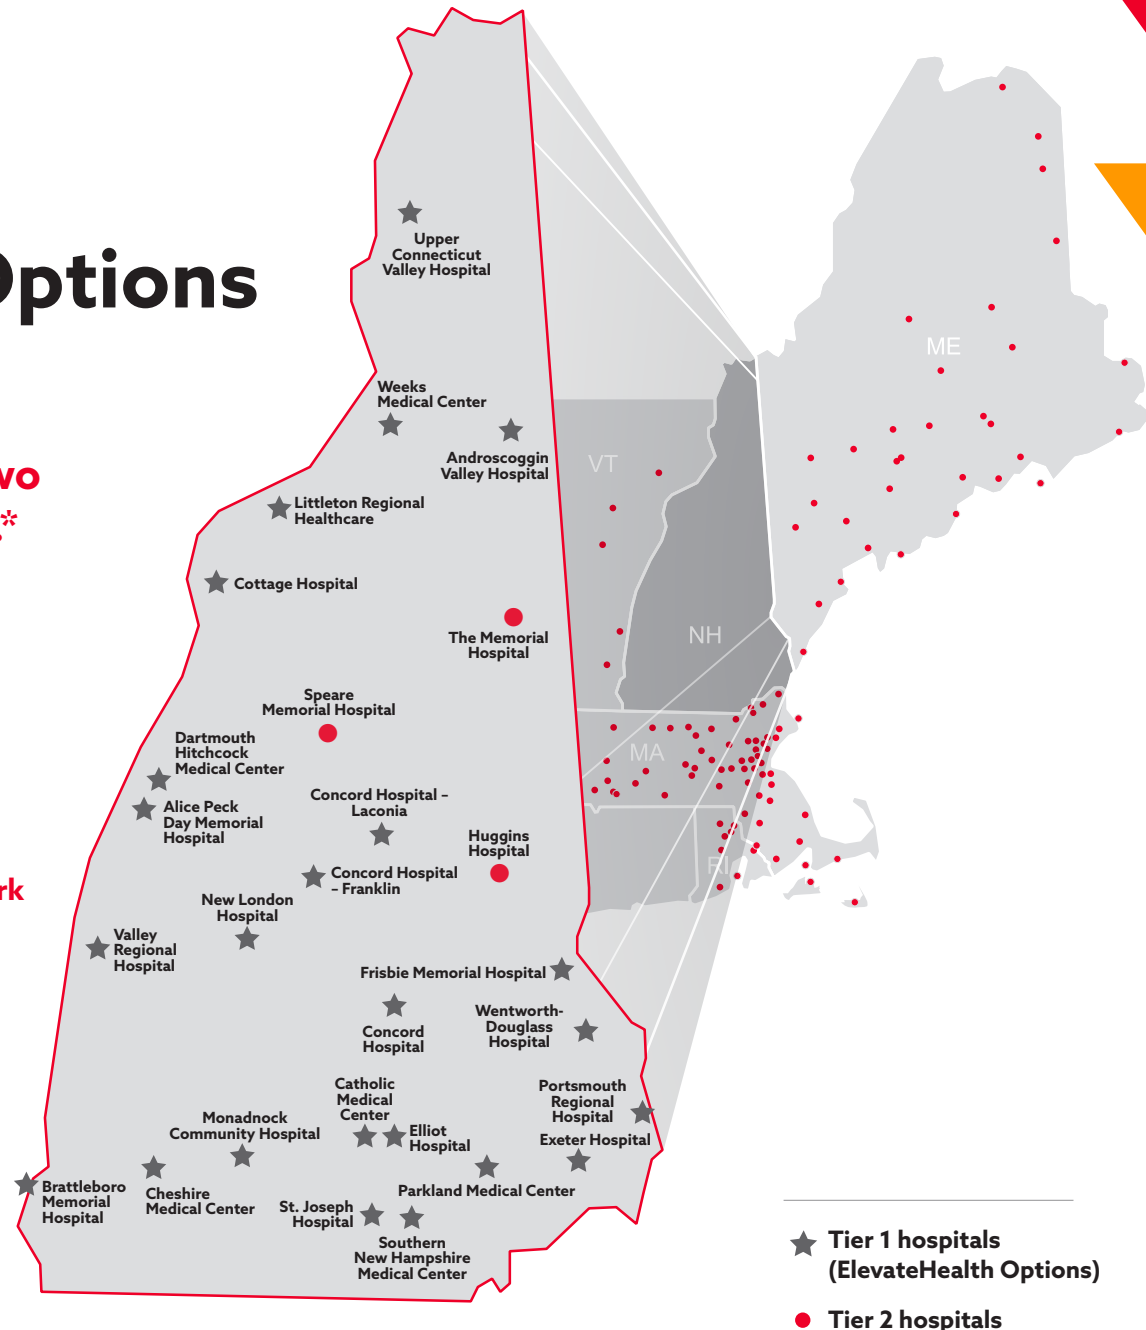 Options
wo
.*
rk
Upper
Connecticut
Valley Hospital
Weeks
Medical Center
Androscoggin
Valley Hospital
Littleton Regional
Healthcare
Cottage Hospital
The Memorial
Hospital
Speare
Memorial Hospital
Dartmouth
Hitchcock
Medical Center
Alice Peck
Day Memorial
Hospital
Concord Hospital –
Laconia
Huggins
Hospital
Concord Hospital
– Franklin
New London
Hospital
Valley
Regional
Hospital
Frisbie Memorial Hospital
Concord
Hospital
Wentworth-
Douglass
Hospital
Catholic
Medical
Center
Elliot
Hospital
Portsmouth
Regional
Hospital
Exeter Hospital
Monadnock
Community Hospital
Parkland Medical Center
Brattleboro
Memorial
Hospital
Cheshire
Medical Center
St. Joseph
Hospital
Southern
New Hampshire
Medical Center
ME
VT
NH
MA
RI
Tier 1 hospitals
(ElevateHealth Options)
Tier 2 hospitals